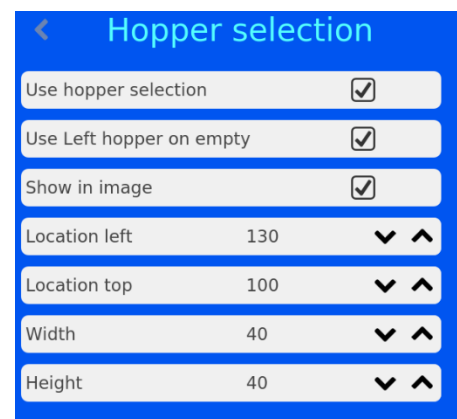 Hopper selection
Use hopper selection
Use Left hopper on empty
Show in image
Location left 130
Location top 100
Width 40
Height 40